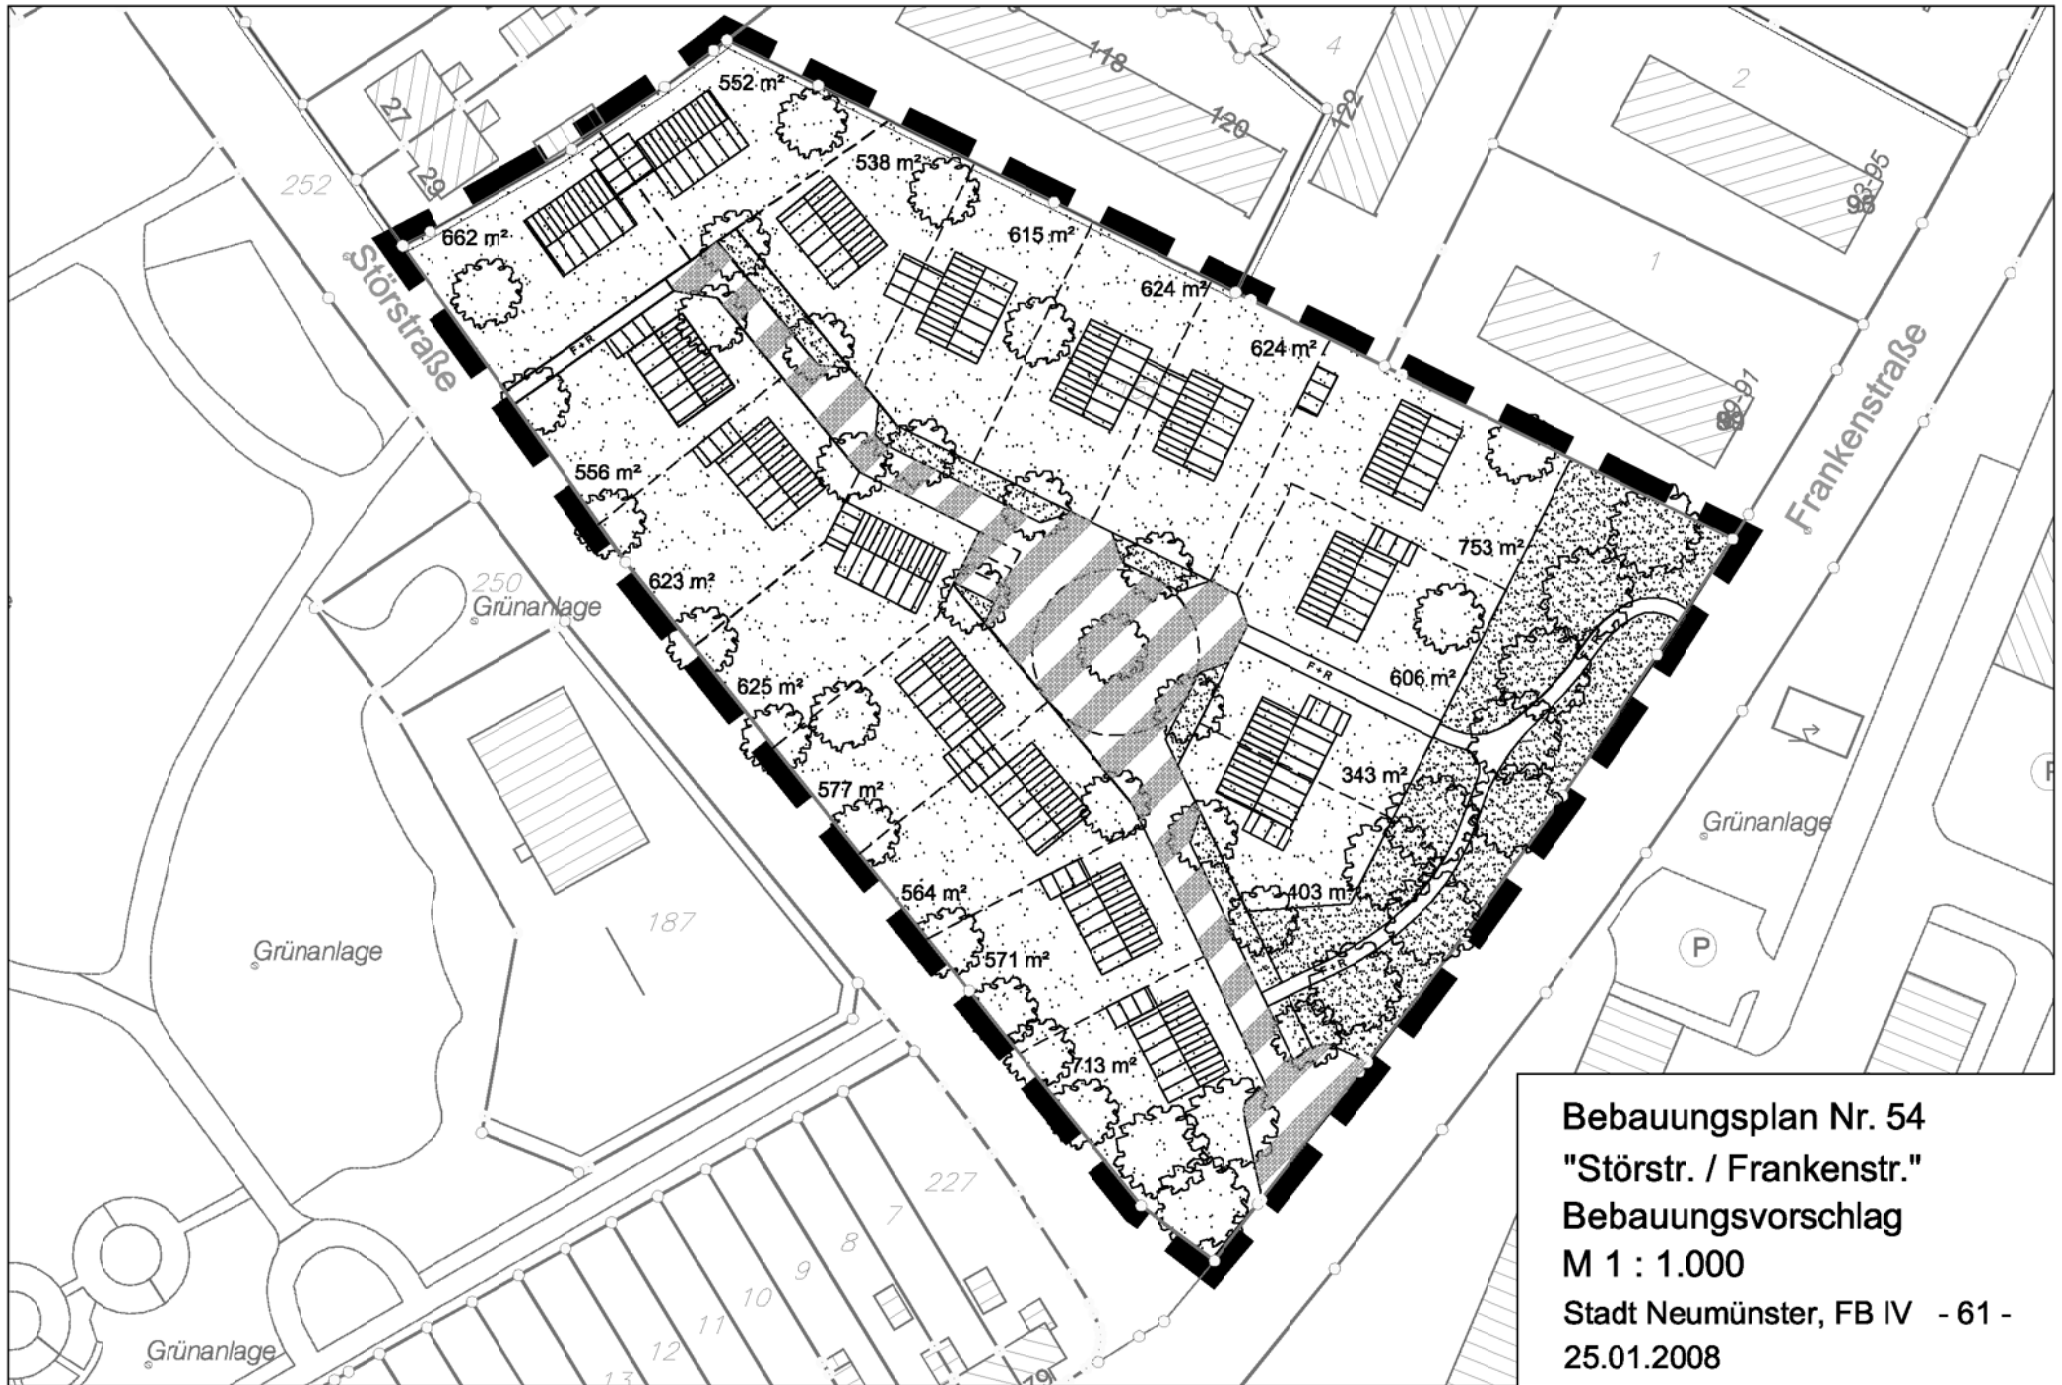 552 m²
118
4
2
120
122
27
538 m²
93-95
29
252
662 m²
615 m²
1
624 m²
Störstraße
F+R
624 m²
Frankenstraße
89-91
556 m²
753 m²
250
623 m²
Grünanlage
F+R
606 m²
625 m²
343 m²
577 m²
P
Grünanlage
564 m²
403 m²
187
P
Grünanlage
571 m²
F+R
713 m²
227
7
8
9
10
11
12
13
79
Grünanlage
Bebauungsplan Nr. 54
"Störstr. / Frankenstr."
Bebauungsvorschlag
M 1 : 1.000
Stadt Neumünster, FB IV - 61 -
25.01.2008